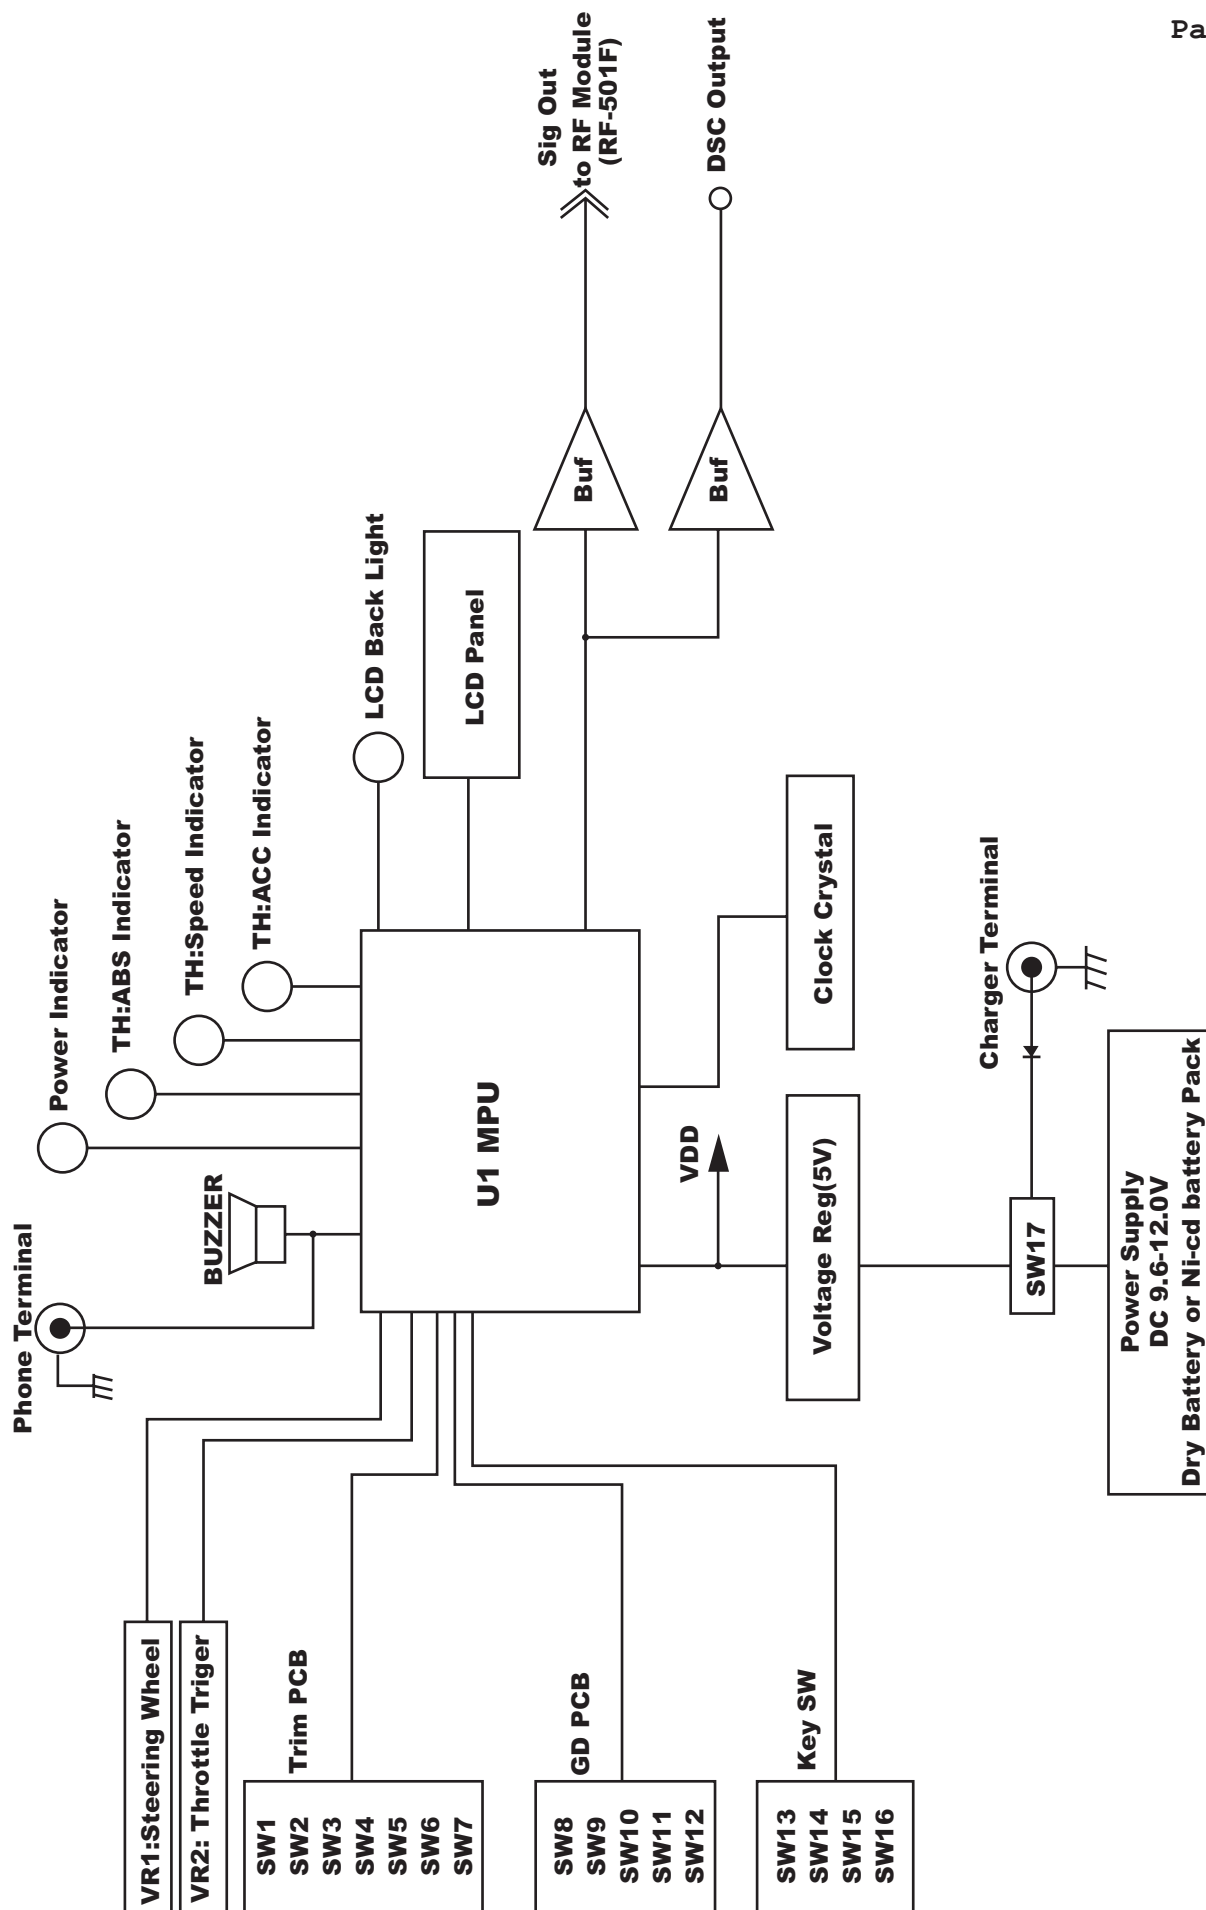 Pa
VR1:Steering Wheel
VR2: Throttle Triger
SW1
SW2
SW3
SW4
SW5
SW6
SW7
Trim PCB
SW8
SW9
SW10
SW11
SW12
GD PCB
SW13
SW14
SW15
SW16
Key SW
Phone Terminal
BUZZER
Power Indicator
TH:ABS Indicator
TH:Speed Indicator
TH:ACC Indicator
U1 MPU
LCD Back Light
LCD Panel
VDD
Voltage Reg(5V)
Clock Crystal
SW17
Charger Terminal
Power Supply
DC 9.6-12.0V
Dry Battery or Ni-cd battery Pack
Buf
Buf
Sig Out
to RF Module
(RF-501F)
DSC Output